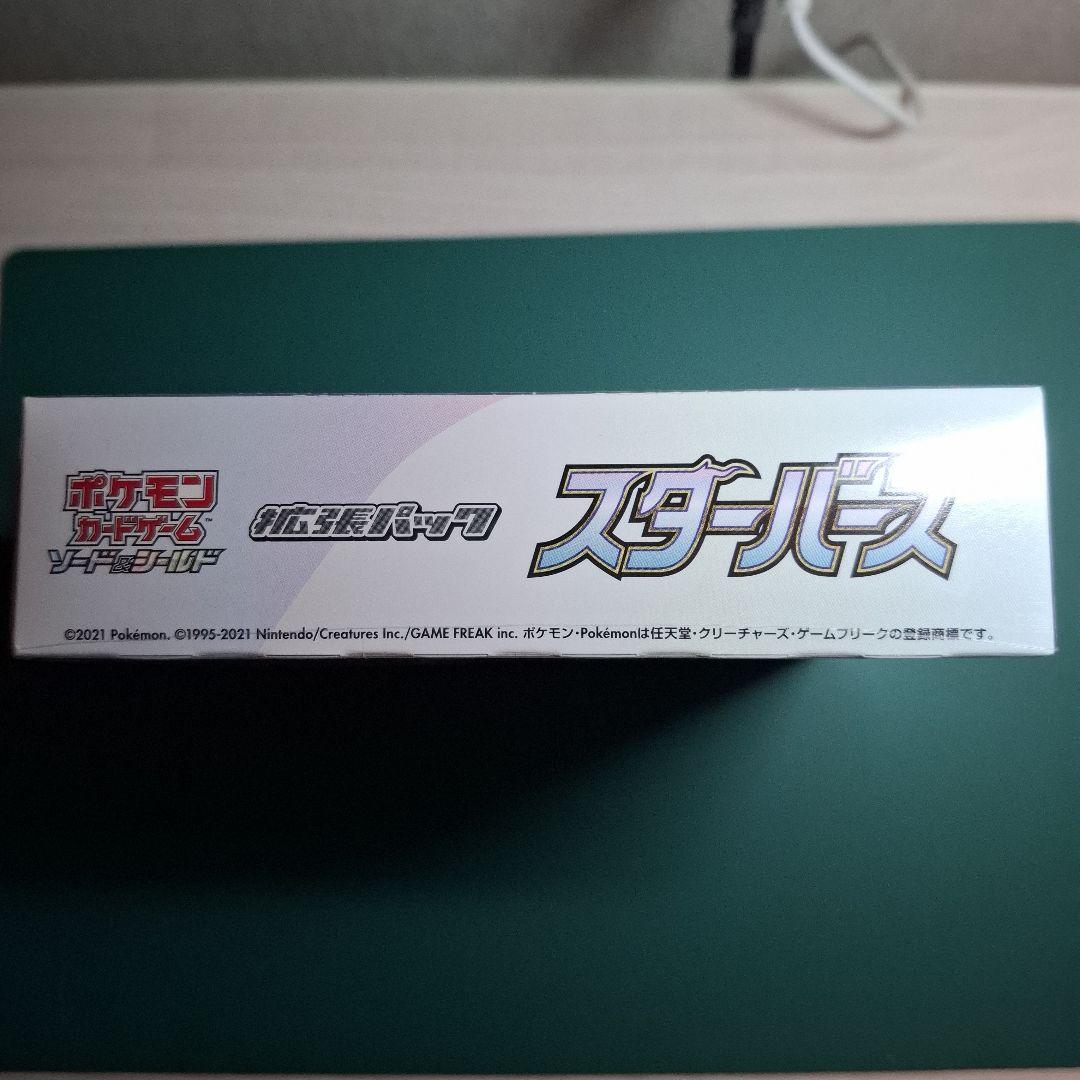 ポケモン
カードゲーム™
ソード&シールド
拡張パック
スターバース
©2021 Pokémon. ©1995-2021 Nintendo/Creatures Inc./GAME FREAK inc. ポケモン・Pokémonは任天堂・クリーチャーズ・ゲームフリークの登録商標です。